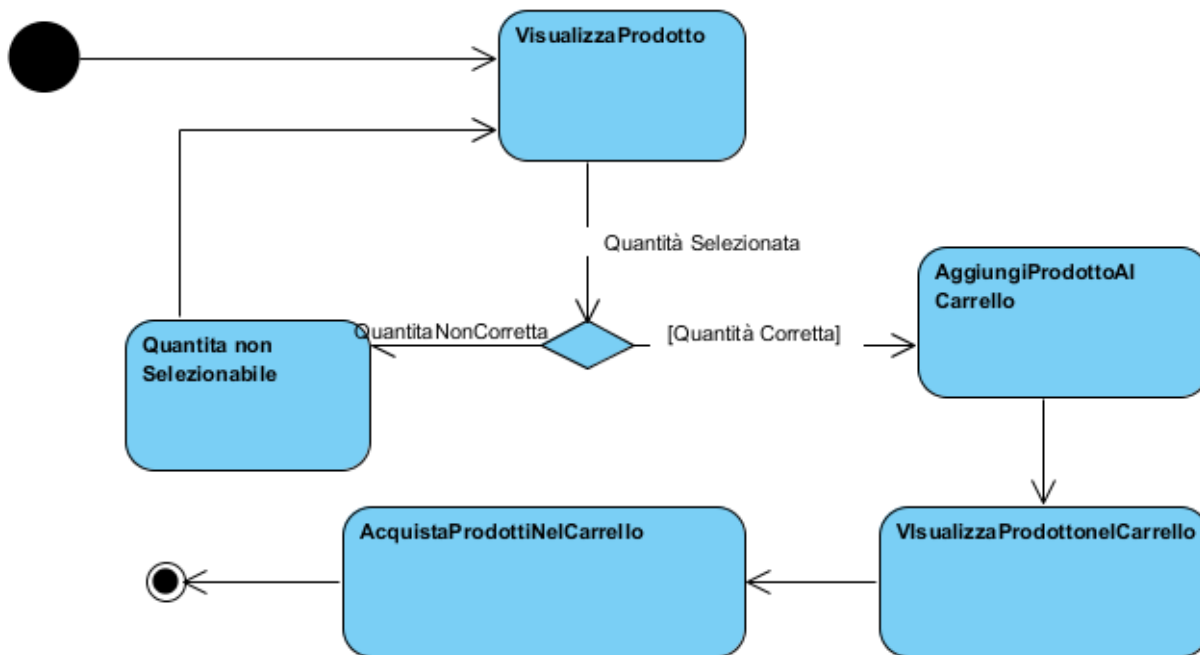 VisualizzaProdotto
Quantità Selezionata
AggiungiProdottoAl
Carrello
QuantitaNonCorretta
[Quantità Corretta]
Quantita non
Selezionabile
AcquistaProdottiNelCarrello
VIsualizzaProdottonelCarrello